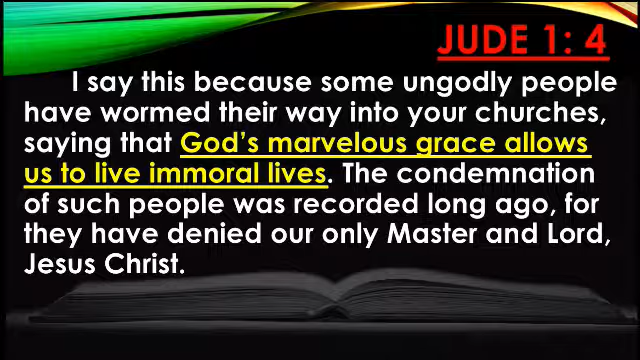 JUDE 1: 4
I say this because some ungodly people
have wormed their way into your churches,
saying that God's marvelous grace allows
us to live immoral lives. The condemnation
of such people was recorded long ago, for
they have denied our only Master and Lord,
Jesus Christ.